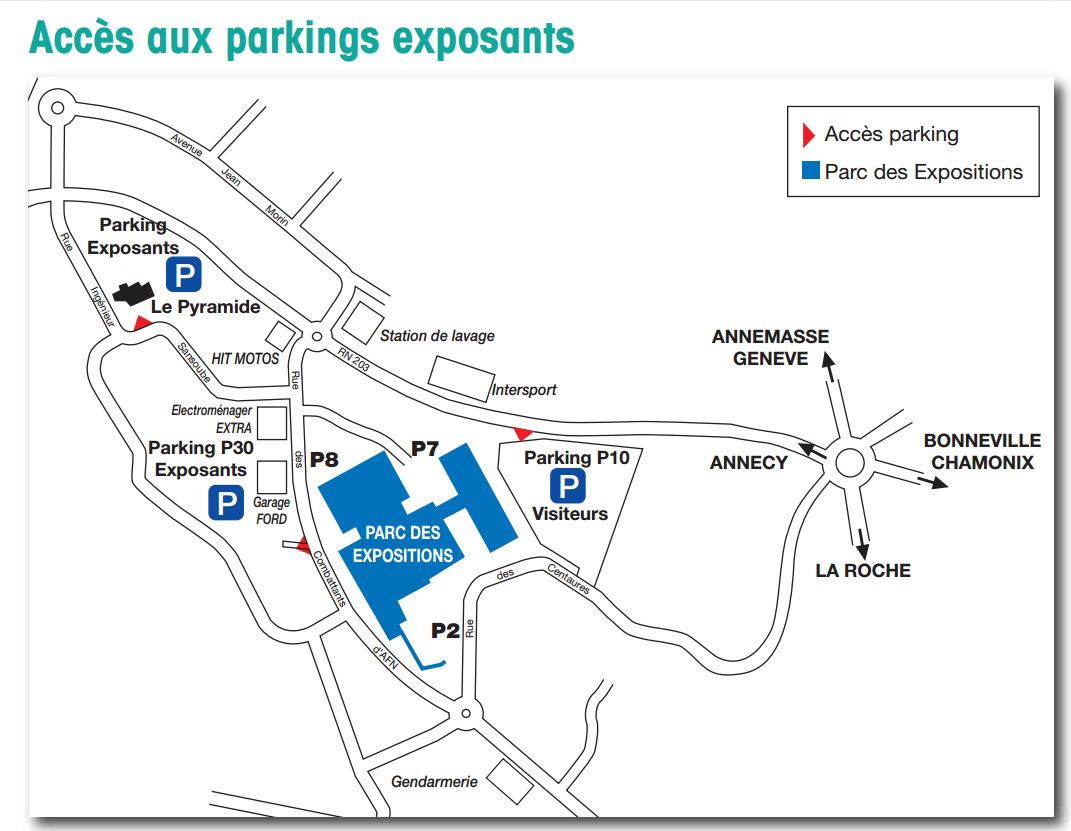 Accès aux parkings exposants
Accès parking
Parc des Expositions
Avenue
Jean
Morin
Parking
Exposants
P
Le Pyramide
Rue
Ingénieur
Sansoube
HIT MOTOS
Station de lavage
RN 203
Intersport
ANNEMASSE
GENEVE
BONNEVILLE
CHAMONIX
ANNECY
LA ROCHE
Rue
des
Combattants
d'AFN
Electroménager
EXTRA
Parking P30
Exposants
P
Garage
FORD
P8
P7
Parking P10
P
Visiteurs
PARC DES
EXPOSITIONS
P2
Rue
des
Centaures
Gendarmerie